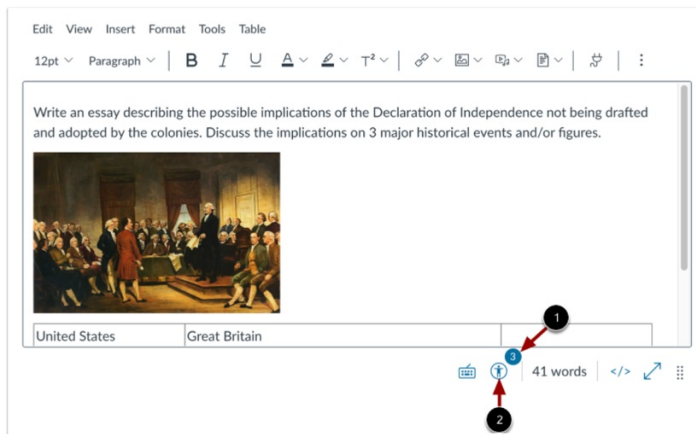 Edit View Insert Format Tools Table
12pt Paragraph B I U A T²
Write an essay describing the possible implications of the Declaration of Independence not being drafted
and adopted by the colonies. Discuss the implications on 3 major historical events and/or figures.
United States Great Britain
1
3
41 words </>
2